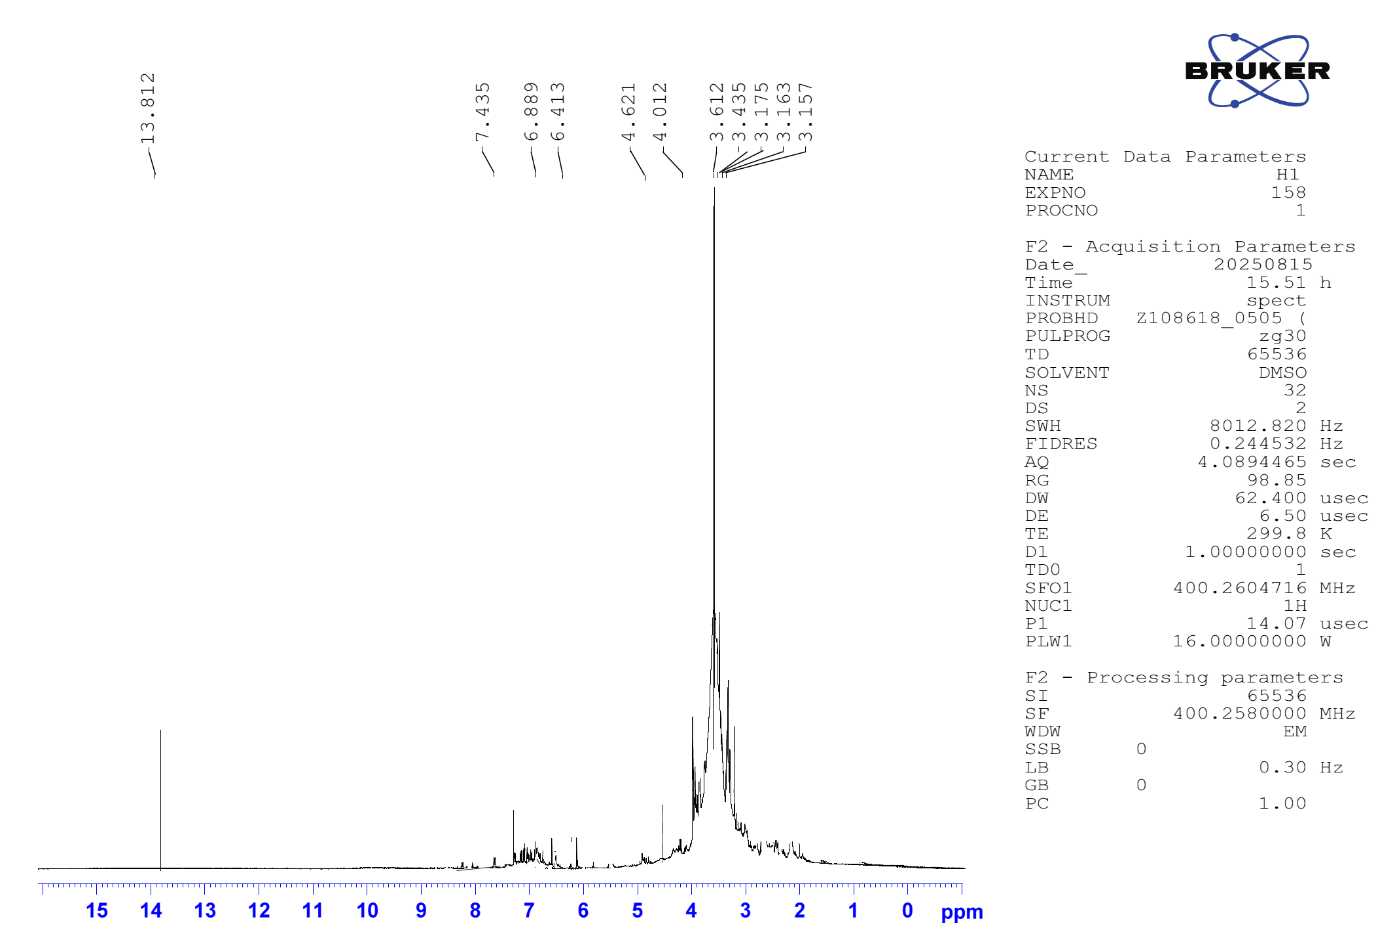 BRUKER
13.812
7.435
6.889
6.413
4.621
4.012
3.612
3.435
3.175
3.163
3.157
Current Data Parameters
NAME H1
EXPNO 158
PROCNO 1
F2 - Acquisition Parameters
Date_ 20250815
Time 15.51 h
INSTRUM spect
PROBHD Z108618_0505 (
PULPROG zg30
TD 65536
SOLVENT DMSO
NS 32
DS 2
SWH 8012.820 Hz
FIDRES 0.244532 Hz
AQ 4.0894465 sec
RG 98.85
DW 62.400 usec
DE 6.50 usec
TE 299.8 K
D1 1.00000000 sec
TD0 1
SFO1 400.2604716 MHz
NUC1 1H
P1 14.07 usec
PLW1 16.00000000 W
F2 - Processing parameters
SI 65536
SF 400.2580000 MHz
WDW EM
SSB 0
LB 0.30 Hz
GB 0
PC 1.00
15 14 13 12 11 10 9 8 7 6 5 4 3 2 1 0 ppm